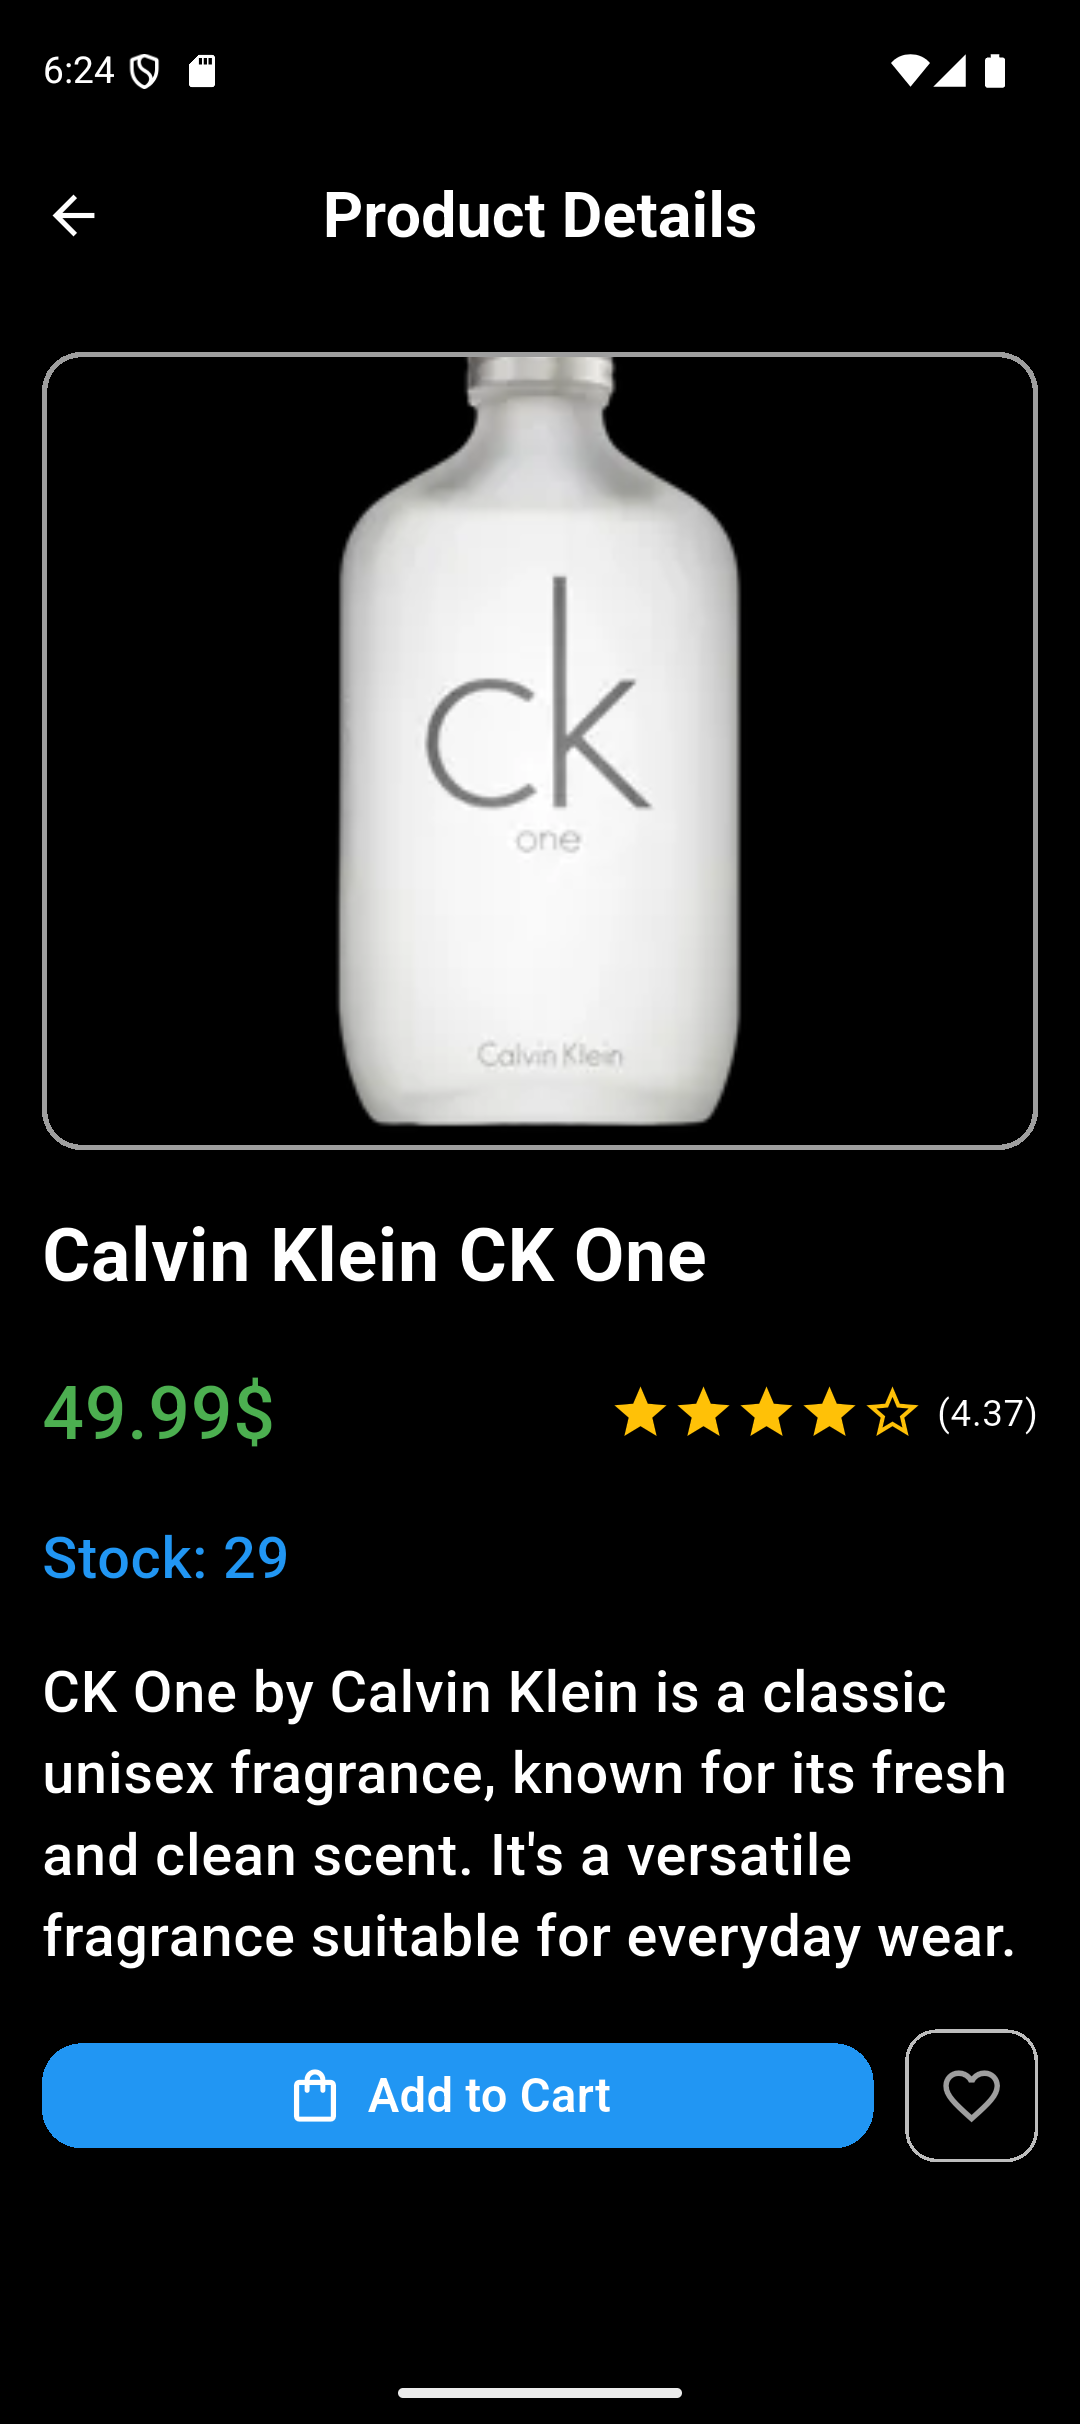 6:24
Product Details
ck
one
Calvin Klein
Calvin Klein CK One
49.99$
(4.37)
Stock: 29
CK One by Calvin Klein is a classic
unisex fragrance, known for its fresh
and clean scent. It's a versatile
fragrance suitable for everyday wear.
Add to Cart